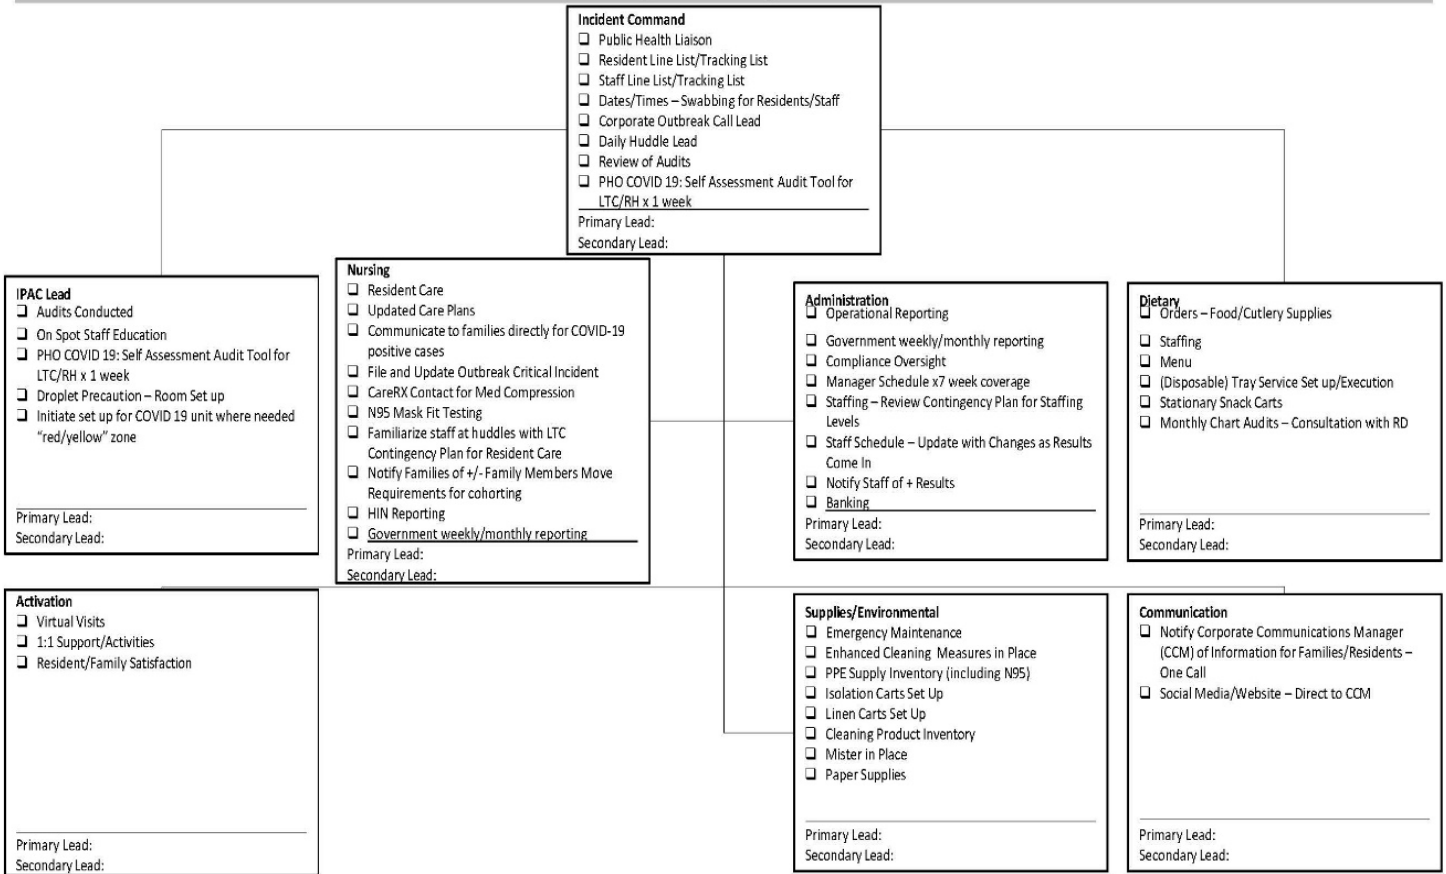 Incident Command
❑ Public Health Liaison
❑ Resident Line List/Tracking List
❑ Staff Line List/Tracking List
❑ Dates/Times – Swabbing for Residents/Staff
❑ Corporate Outbreak Call Lead
❑ Daily Huddle Lead
❑ Review of Audits
❑ PHO COVID 19: Self Assessment Audit Tool for
LTC/RH x 1 week
Primary Lead:
Secondary Lead:
IPAC Lead
❑ Audits Conducted
❑ On Spot Staff Education
❑ PHO COVID 19: Self Assessment Audit Tool for
LTC/RH x 1 week
❑ Droplet Precaution – Room Set up
❑ Initiate set up for COVID 19 unit where needed
“red/yellow” zone
Primary Lead:
Secondary Lead:
Nursing
❑ Resident Care
❑ Updated Care Plans
❑ Communicate to families directly for COVID-19
positive cases
❑ File and Update Outbreak Critical Incident
❑ CareRX Contact for Med Compression
❑ N95 Mask Fit Testing
❑ Familiarize staff at huddles with LTC
Contingency Plan for Resident Care
❑ Notify Families of +/- Family Members Move
Requirements for cohorting
❑ HIN Reporting
❑ Government weekly/monthly reporting
Primary Lead:
Secondary Lead:
Administration
❑ Operational Reporting
❑ Government weekly/monthly reporting
❑ Compliance Oversight
❑ Manager Schedule x7 week coverage
❑ Staffing – Review Contingency Plan for Staffing
Levels
❑ Staff Schedule – Update with Changes as Results
Come In
❑ Notify Staff of + Results
❑ Banking
Primary Lead:
Secondary Lead:
Dietary
❑ Orders – Food/Cutlery Supplies
❑ Staffing
❑ Menu
❑ (Disposable) Tray Service Set up/Execution
❑ Stationary Snack Carts
❑ Monthly Chart Audits – Consultation with RD
Primary Lead:
Secondary Lead:
Activation
❑ Virtual Visits
❑ 1:1 Support/Activities
❑ Resident/Family Satisfaction
Primary Lead:
Secondary Lead:
Supplies/Environmental
❑ Emergency Maintenance
❑ Enhanced Cleaning Measures in Place
❑ PPE Supply Inventory (including N95)
❑ Isolation Carts Set Up
❑ Linen Carts Set Up
❑ Cleaning Product Inventory
❑ Mister in Place
❑ Paper Supplies
Primary Lead:
Secondary Lead:
Communication
❑ Notify Corporate Communications Manager
(CCM) of Information for Families/Residents –
One Call
❑ Social Media/Website – Direct to CCM
Primary Lead:
Secondary Lead: